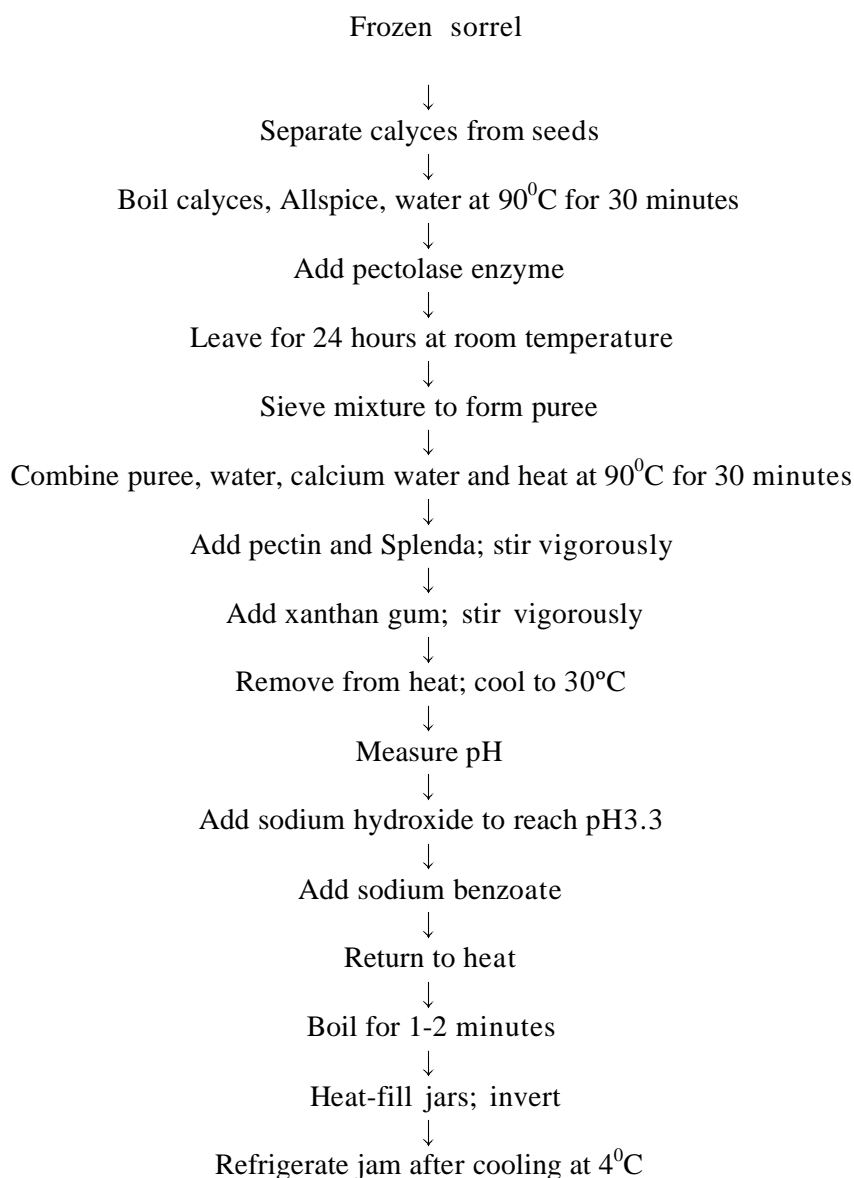 Frozen sorrel
↓
Separate calyces from seeds
↓
Boil calyces, Allspice, water at 90⁰C for 30 minutes
↓
Add pectolase enzyme
↓
Leave for 24 hours at room temperature
↓
Sieve mixture to form puree
↓
Combine puree, water, calcium water and heat at 90⁰C for 30 minutes
↓
Add pectin and Splenda; stir vigorously
↓
Add xanthan gum; stir vigorously
↓
Remove from heat; cool to 30ºC
↓
Measure pH
↓
Add sodium hydroxide to reach pH3.3
↓
Add sodium benzoate
↓
Return to heat
↓
Boil for 1-2 minutes
↓
Heat-fill jars; invert
↓
Refrigerate jam after cooling at 4⁰C